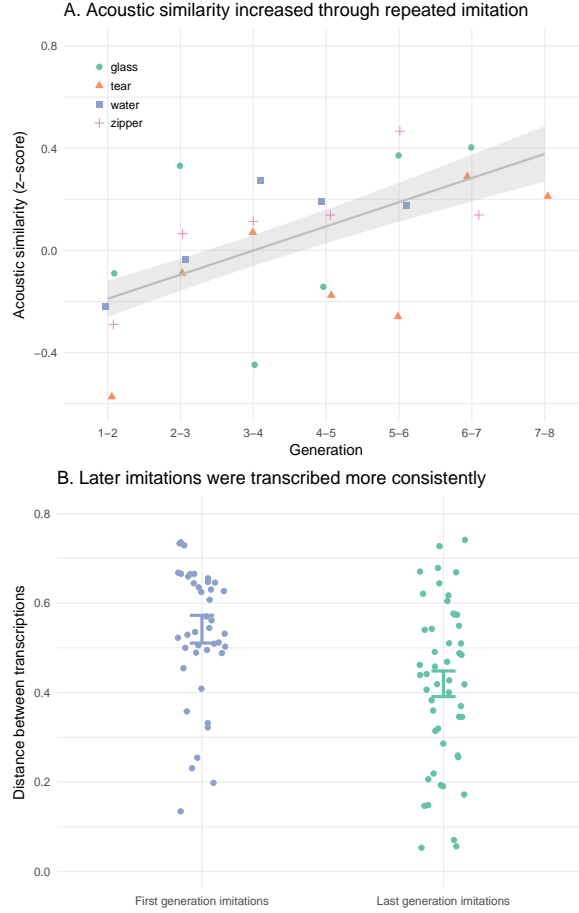 A. Acoustic similarity increased through repeated imitation
0.8
glass
tear
water
zipper
0.4
0.0
−0.4
Acoustic similarity (z−score)
1−2
2−3
3−4
4−5
5−6
6−7
7−8
Generation
B. Later imitations were transcribed more consistently
0.8
0.6
0.4
0.2
0.0
Distance between transcriptions
First generation imitations
Last generation imitations